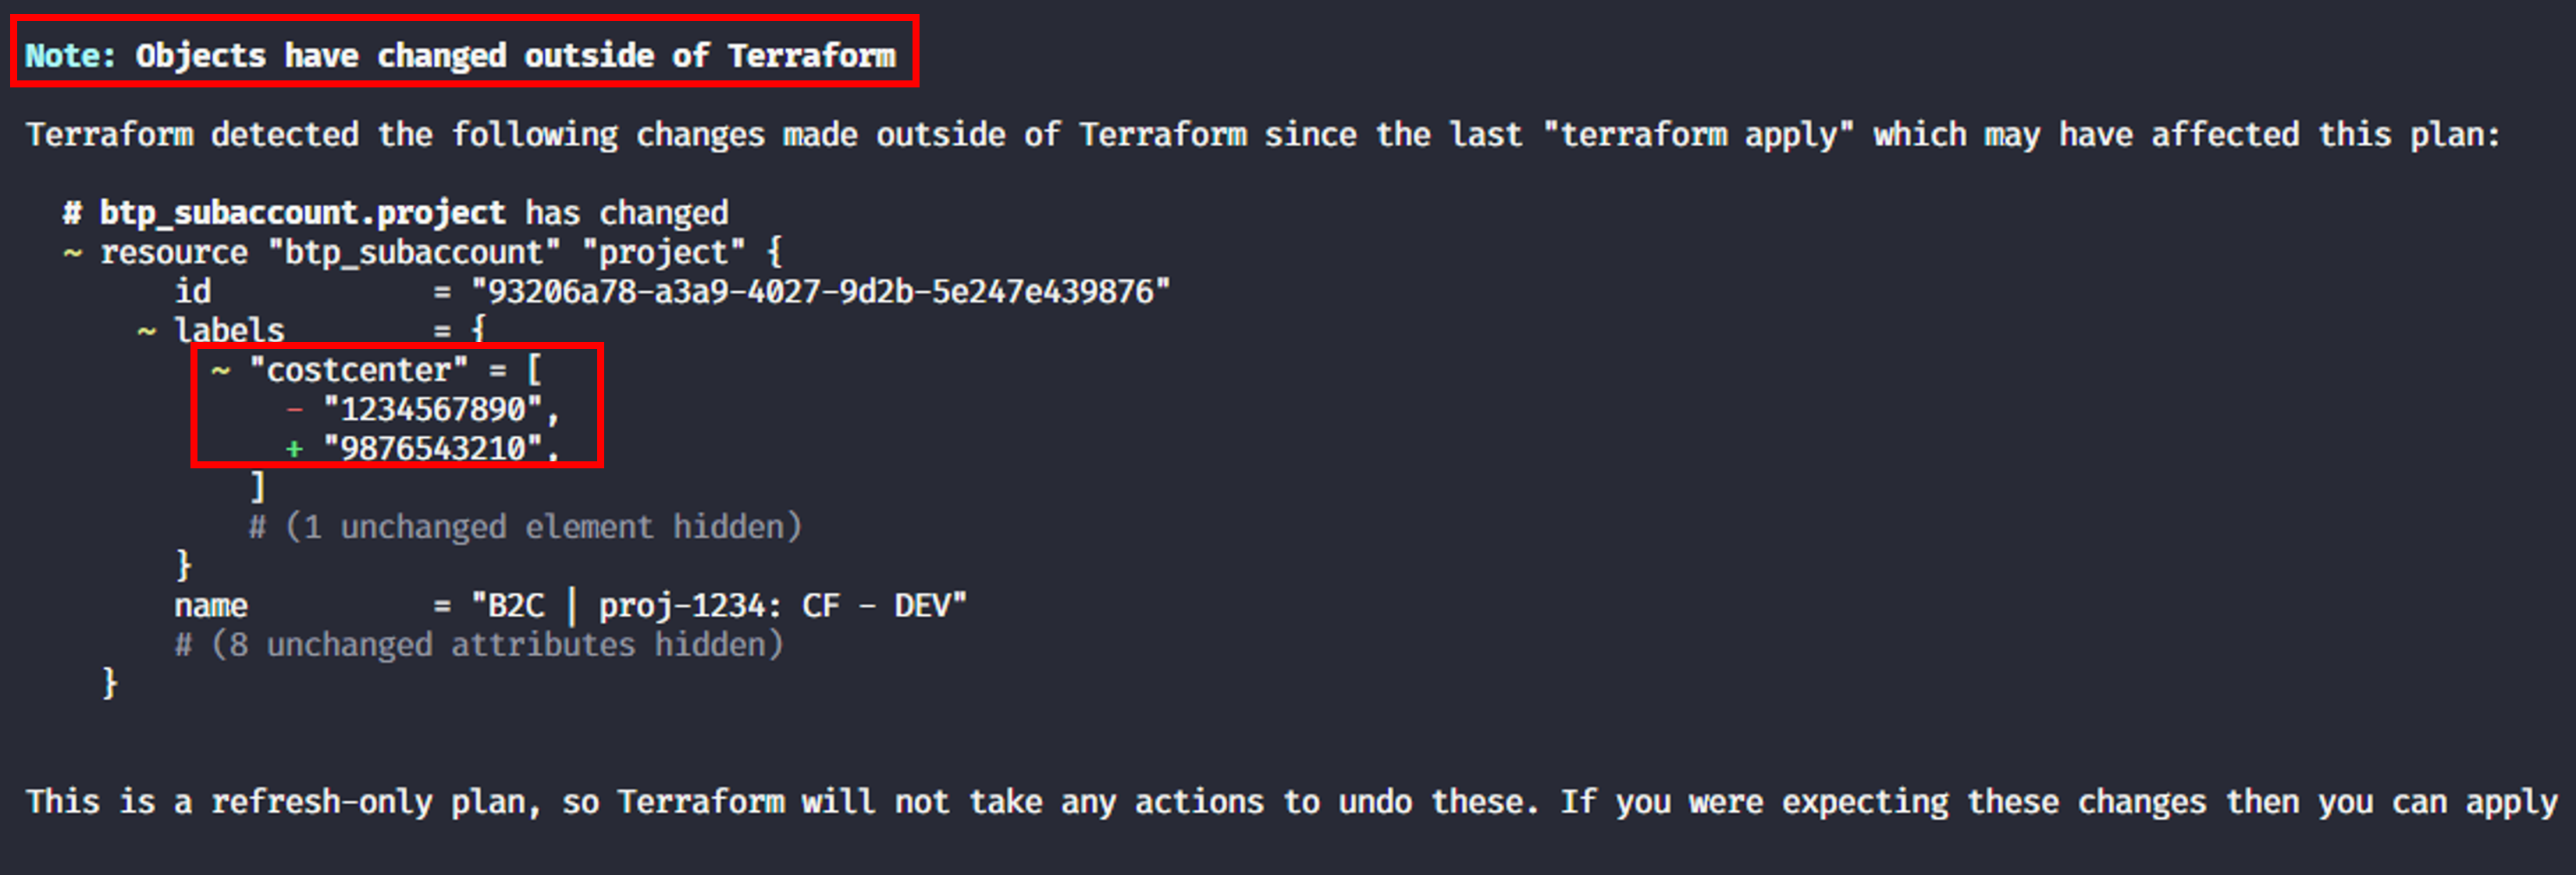 Note: Objects have changed outside of Terraform
Terraform detected the following changes made outside of Terraform since the last "terraform apply" which may have affected this plan:
# btp_subaccount.project has changed
~ resource "btp_subaccount" "project" {
id = "93206a78-a3a9-4027-9d2b-5e247e439876"
~ labels = {
~ "costcenter" = [
- "1234567890",
+ "9876543210",
]
# (1 unchanged element hidden)
}
name = "B2C | proj-1234: CF - DEV"
# (8 unchanged attributes hidden)
}
This is a refresh-only plan, so Terraform will not take any actions to undo these. If you were expecting these changes then you can apply